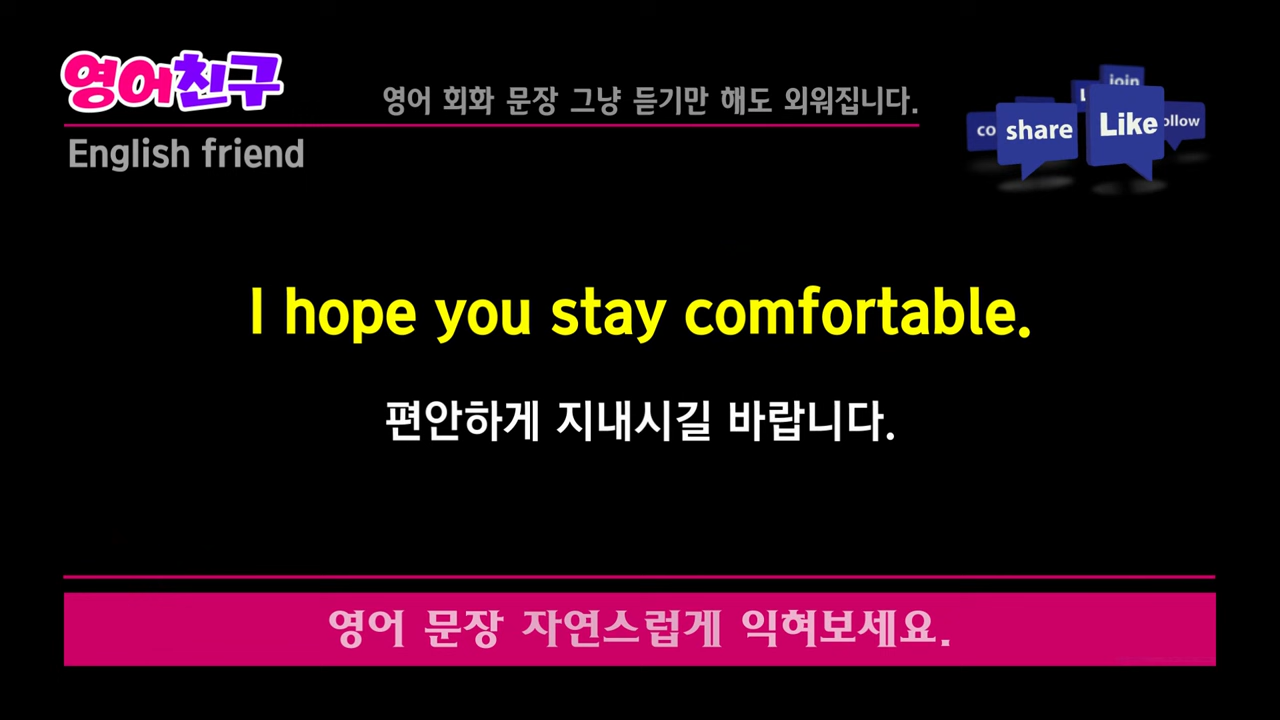 영어친구
영어 회화 문장 그냥 듣기만 해도 외워집니다.
English friend
join
share
Like
I hope you stay comfortable.
편안하게 지내시길 바랍니다.
영어 문장 자연스럽게 익혀보세요.